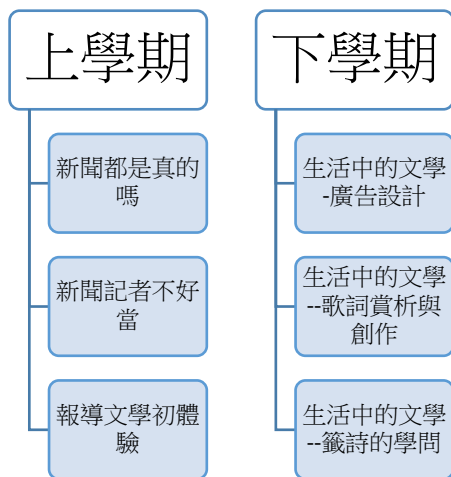 上學期
新聞都是真的
嗎
新聞記者不好
當
報導文學初體
驗
下學期
生活中的文學
-廣告設計
生活中的文學
--歌詞賞析與
創作
生活中的文學
--籤詩的學問